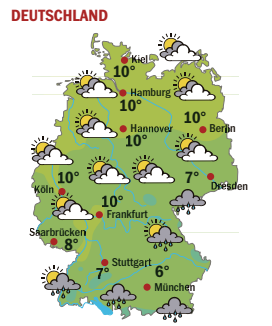 DEUTSCHLAND
Kiel
10°
Hamburg
10°
Hannover
10°
10°
Berlin
7°
Dresden
10°
Köln
10°
Frankfurt
Saarbrücken
8°
Stuttgart
7°
6°
München